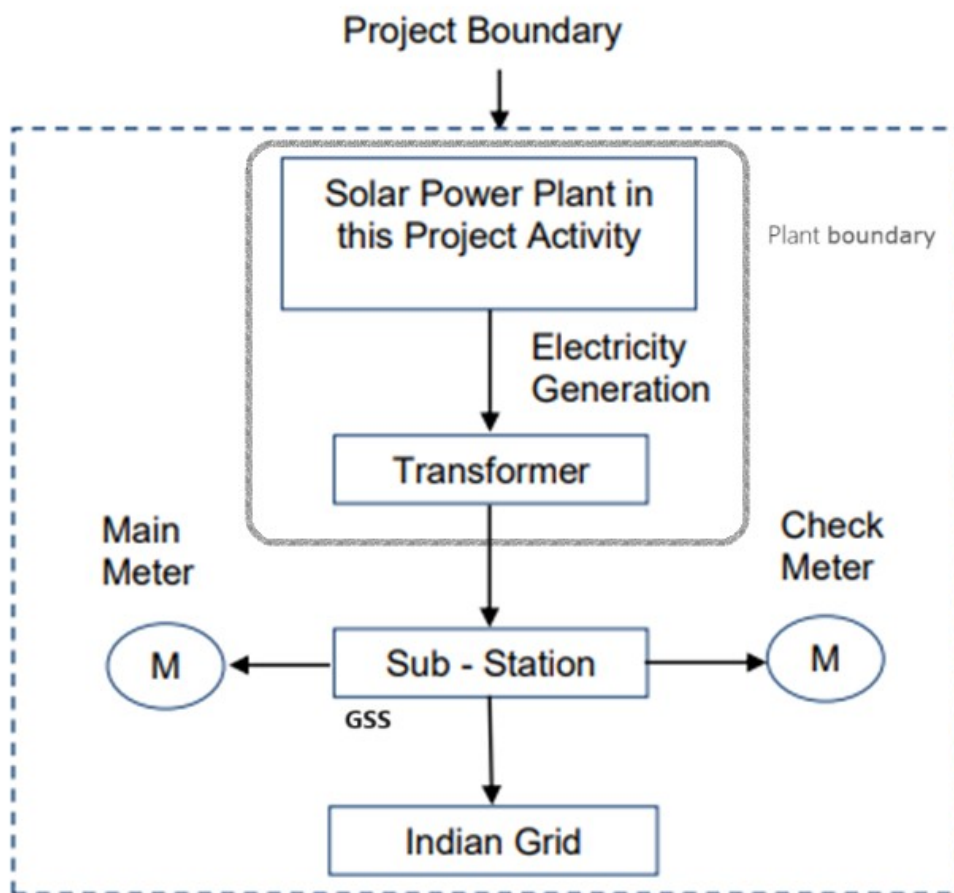 Project Boundary
Solar Power Plant in
this Project Activity
Plant boundary
Electricity
Generation
Transformer
Main
Meter
Check
Meter
M
Sub - Station
M
GSS
Indian Grid